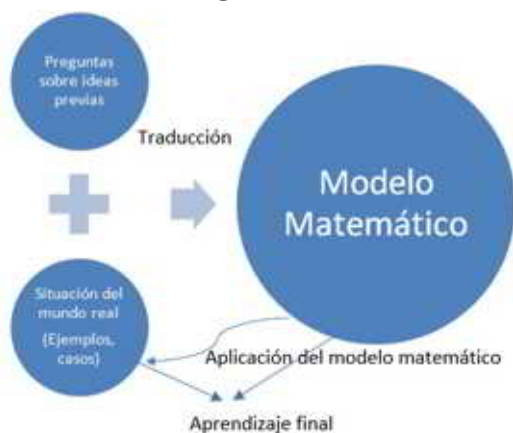 Preguntas
sobre ideas
previas
Traducción
Modelo
Matemático
Situación del
mundo real
(Ejemplos,
casos)
Aplicación del modelo matemático
Aprendizaje final